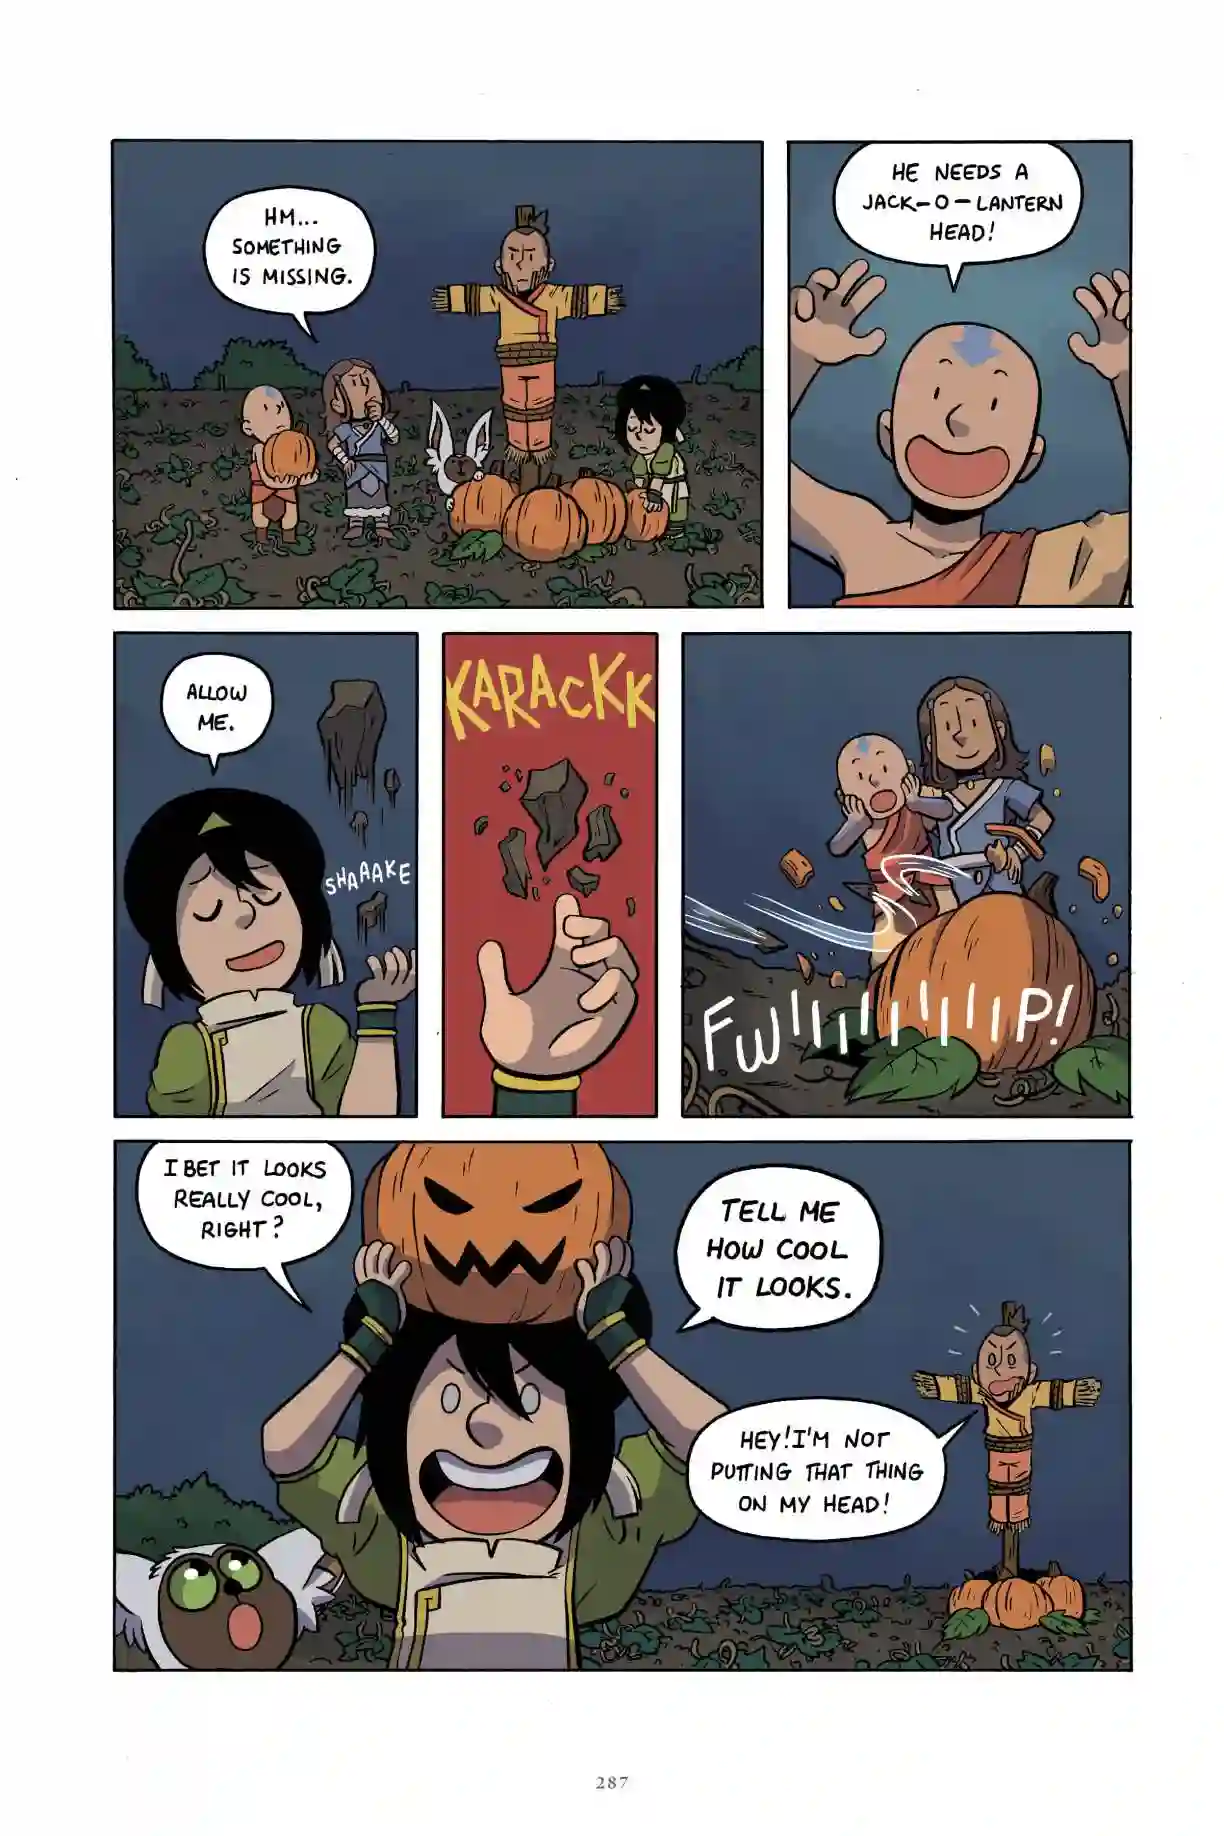 HM...
SOMETHING
IS MISSING.
HE NEEDS A
JACK-O-LANTERN
HEAD!
ALLOW
ME.
SHAAAKE
KARACKK
FWIIIIIIIIIP!
I BET IT LOOKS
REALLY COOL,
RIGHT?
TELL ME
HOW COOL
IT LOOKS.
HEY! I'M NOT
PUTTING THAT THING
ON MY HEAD!
287